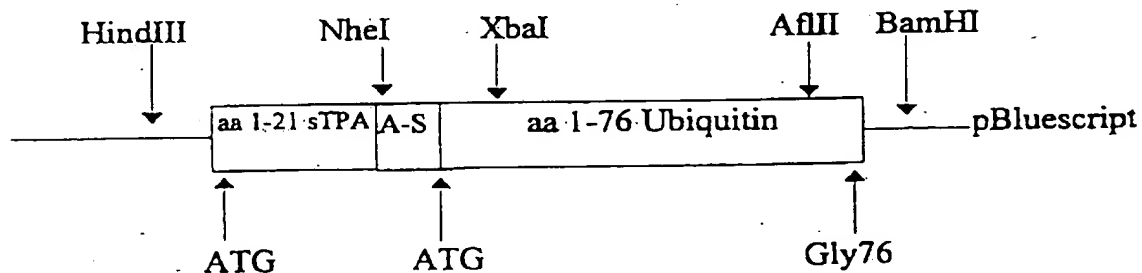 HindIII NheI XbaI AflII BamHI
aa 1-21 sTPA A-S aa 1-76 Ubiquitin pBluescript
ATG ATG Gly76